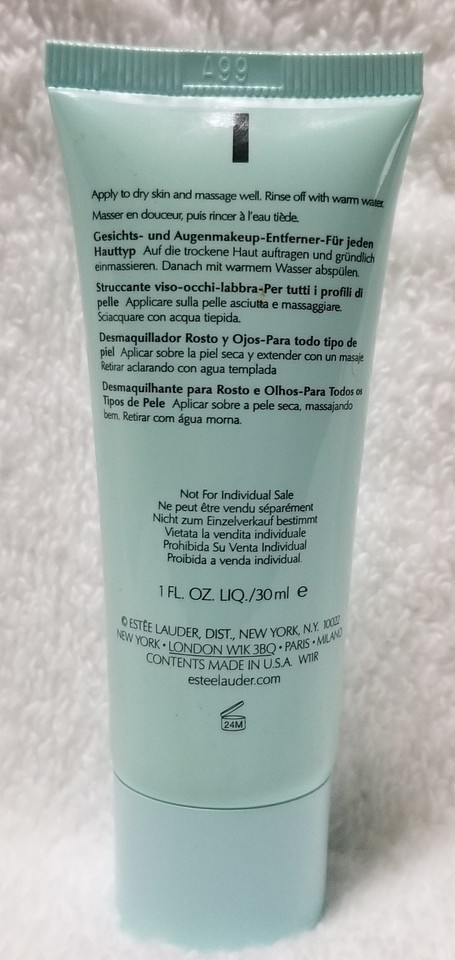 A99
Apply to dry skin and massage well. Rinse off with warm water.
Masser en douceur, puis rincer à l'eau tiède.
Gesichts- und Augenmakeup-Entferner-Für jeden
Hauttyp Auf die trockene Haut auftragen und gründlich
einmassieren. Danach mit warmem Wasser abspülen.
Struccante viso-occhi-labbra-Per tutti i profili di
pelle Applicare sulla pelle asciutta e massaggiare.
Sciacquare con acqua tiepida.
Desmaquillador Rosto y Ojos-Para todo tipo de
piel Aplicar sobre la piel seca y extender con un masaje
Retirar aclarando con agua templada
Desmaquilhante para Rosto e Olhos-Para Todos os
Tipos de Pele Aplicar sobre a pele seca, massajando
bem. Retirar com água morna.
Not For Individual Sale
Ne peut être vendu séparément
Nicht zum Einzelverkauf bestimmt
Vietata la vendita individuale
Prohibida Su Venta Individual
Proibida a venda individual.
1 FL. OZ. LIQ./30 ml e
© ESTĒE LAUDER, DIST., NEW YORK, N.Y. 10022
NEW YORK • LONDON W1K 3BQ • PARIS • MILANO
CONTENTS MADE IN U.S.A. W11R
esteelauder.com
24M